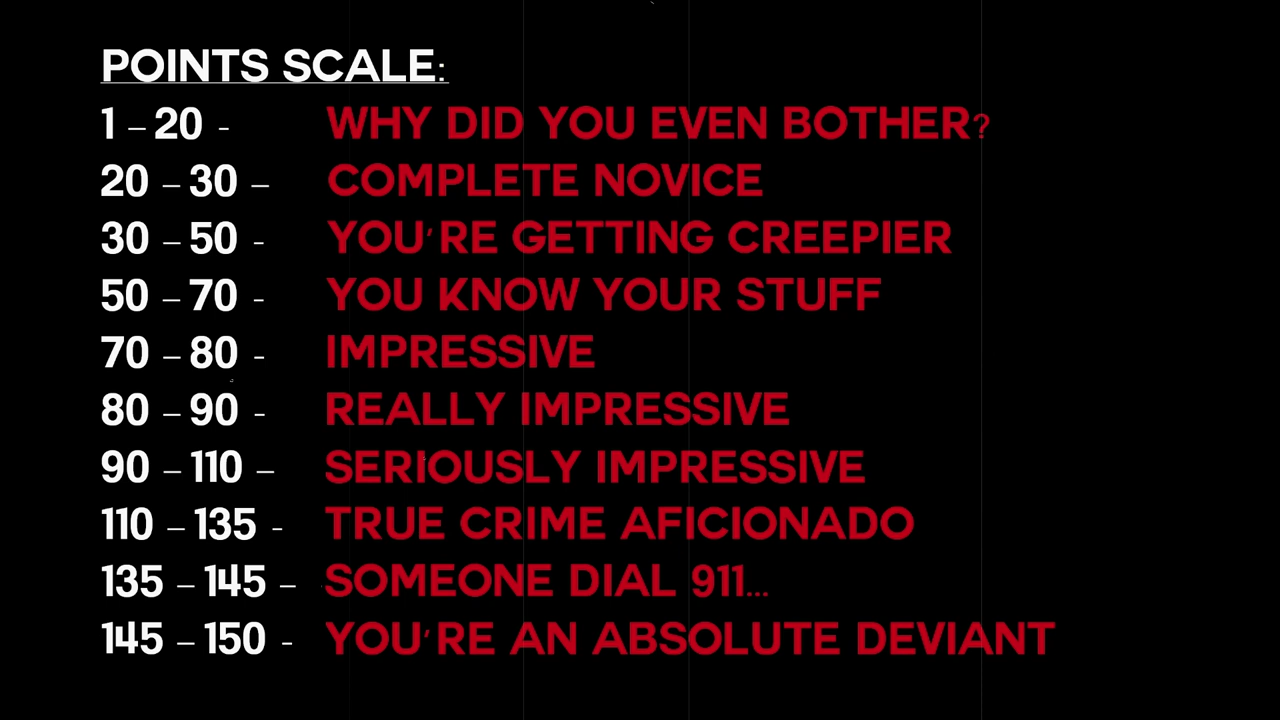 POINTS SCALE:
1 – 20 - WHY DID YOU EVEN BOTHER?
20 – 30 – COMPLETE NOVICE
30 – 50 - YOU'RE GETTING CREEPIER
50 – 70 - YOU KNOW YOUR STUFF
70 – 80 - IMPRESSIVE
80 – 90 - REALLY IMPRESSIVE
90 – 110 – SERIOUSLY IMPRESSIVE
110 – 135 - TRUE CRIME AFICIONADO
135 – 145 – SOMEONE DIAL 911...
145 – 150 - YOU'RE AN ABSOLUTE DEVIANT